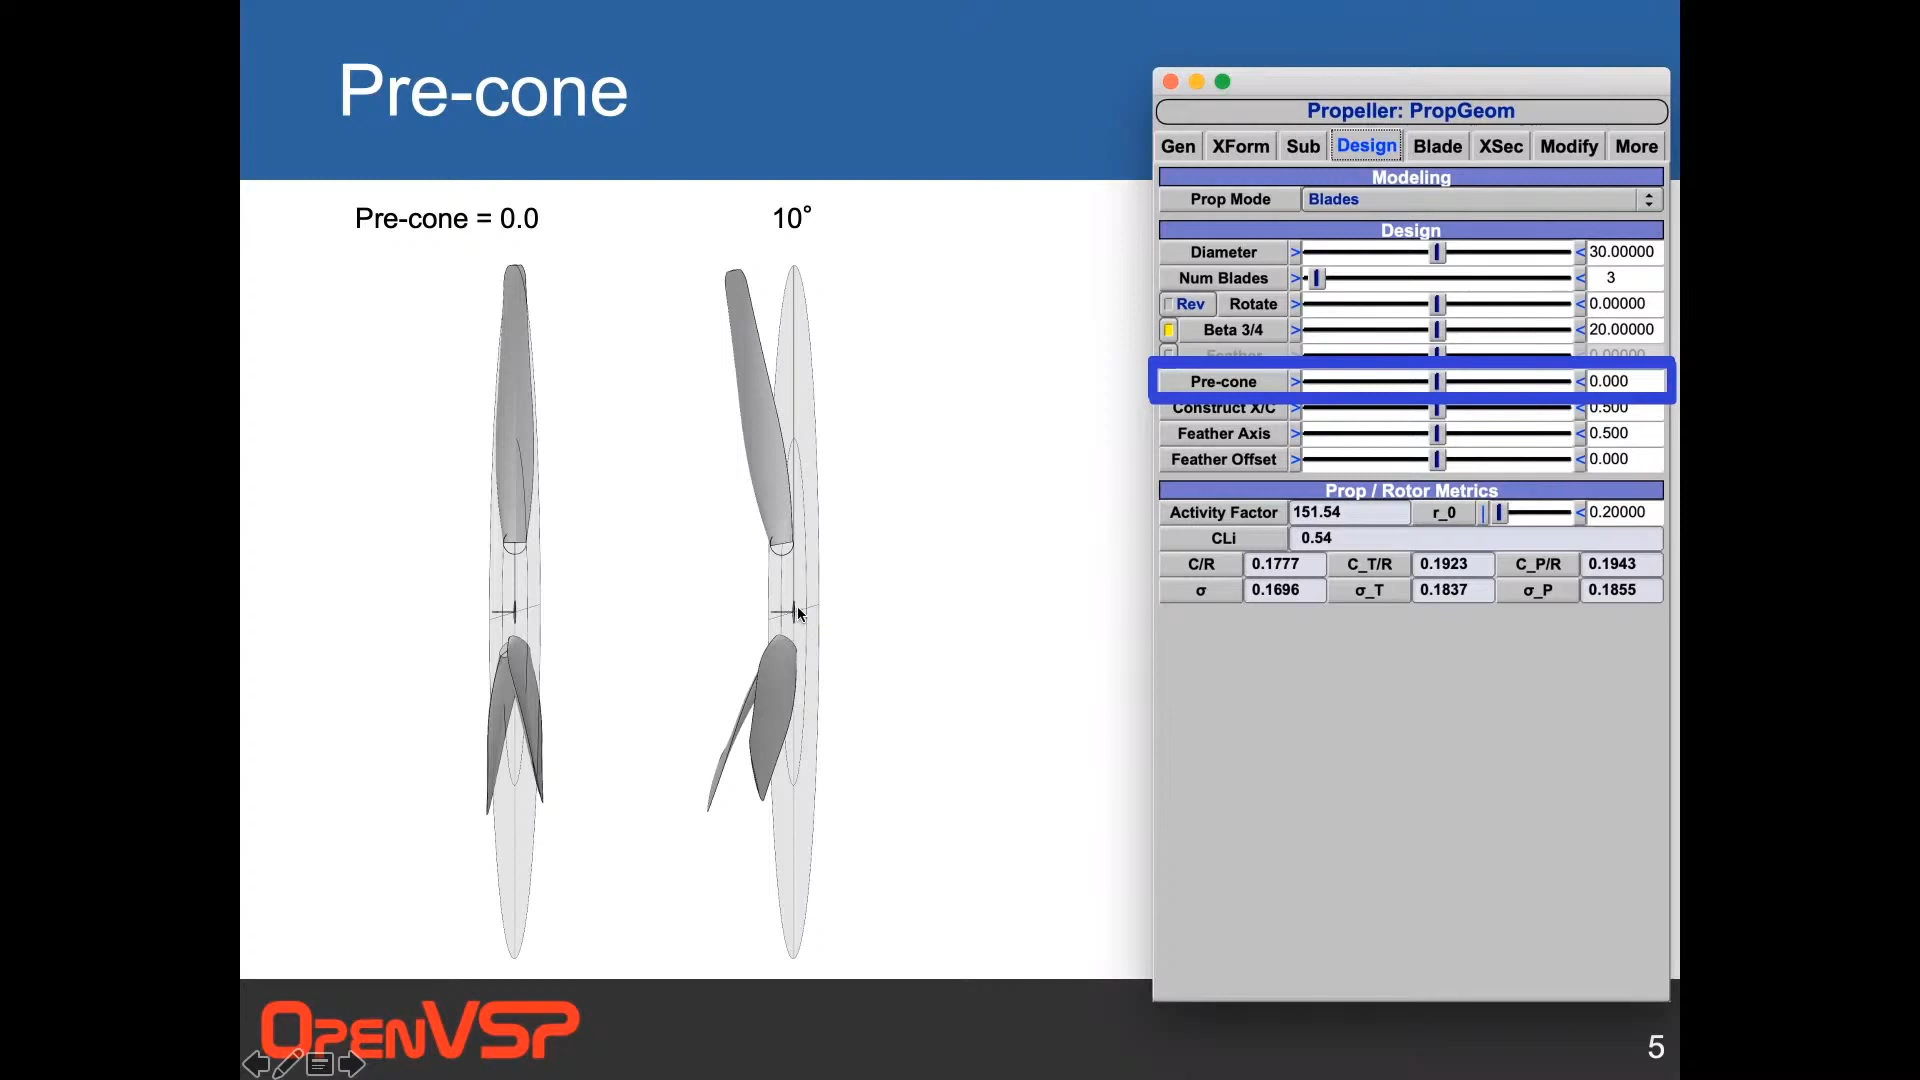 Pre-cone
Pre-cone = 0.0
10°
Propeller: PropGeom
Gen XForm Sub Design Blade XSec Modify More
Modeling
Prop Mode Blades
Design
Diameter > < 30.00000
Num Blades > < 3
Rev Rotate > < 0.00000
Beta 3/4 > < 20.00000
Feather > < 0.00000
Pre-cone > < 0.000
Construct X/C > < 0.500
Feather Axis > < 0.500
Feather Offset > < 0.000
Prop / Rotor Metrics
Activity Factor 151.54 r_0 < 0.20000
CLi 0.54
C/R 0.1777 C_T/R 0.1923 C_P/R 0.1943
σ 0.1696 σ_T 0.1837 σ_P 0.1855
OpenVSP
5